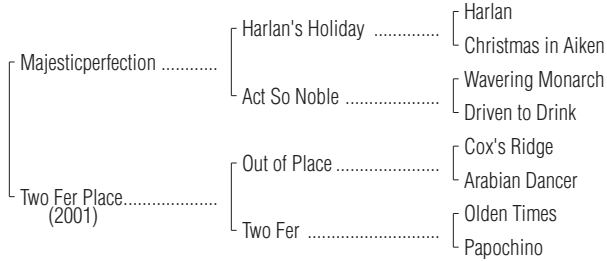 Harlan
Harlan's Holiday ..............
Christmas in Aiken
Majesticperfection ............
Wavering Monarch
Act So Noble .......................
Driven to Drink
Cox's Ridge
Out of Place .........................
Arabian Dancer
Two Fer Place.....................
(2001)
Olden Times
Two Fer ................................
Papochino